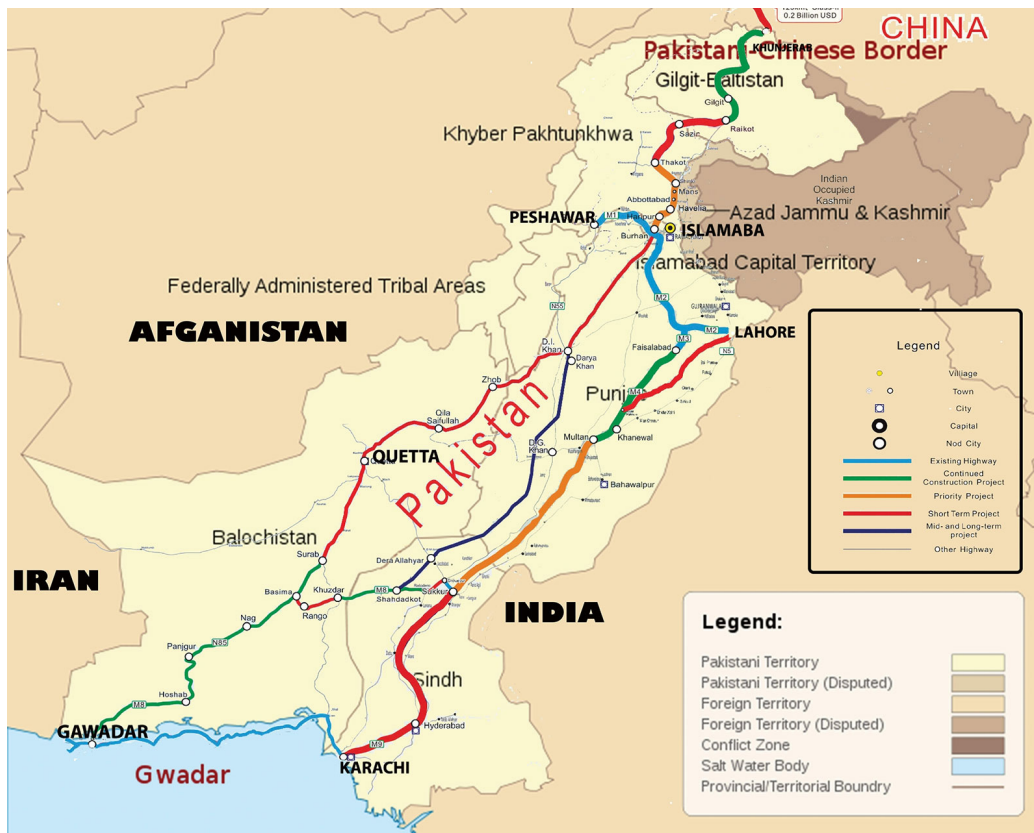 0.2 Billion USD
CHINA
KHUNJERAB
Pakistani-Chinese Border
Gilgit-Baltistan
Gilgit
Khyber Pakhtunkhwa
Sazic
Raikot
Thakot
Indian
Occupied
Kashmir
Mans
Abbottabad
Havelia
Azad Jammu & Kashmir
PESHAWAR
M1
Haripur
ISLAMABA
Burhan
Islamabad Capital Territory
Federally Administered Tribal Areas
M2
N55
GUJRANWALA
AFGANISTAN
M2
LAHORE
M3
D.I.
Khan
Darya
Khan
Faisalabad
N5
Zhob
M4
Punj
Pakistan
Qila
Saifullah
Multan
Khanewal
D.G.
Khan
QUETTA
Bahawalpur
Balochistan
Surab
Dera Allahyar
IRAN
Basima
Khuzdar
M8
Shahdadkot
Sukkur
Rango
INDIA
Nag
N85
Panjgur
Sindh
Hoshab
M8
GAWADAR
Hyderabad
M9
KARACHI
Gwadar
Legend
Viilage
Town
City
Capital
Nod City
Existing Highway
Continued
Construction Project
Priority Project
Short Term Project
Mid- and Long-term
project
Other Highway
Legend:
Pakistani Territory
Pakistani Territory (Disputed)
Foreign Territory
Foreign Territory (Disputed)
Conflict Zone
Salt Water Body
Provincial/Territorial Boundry